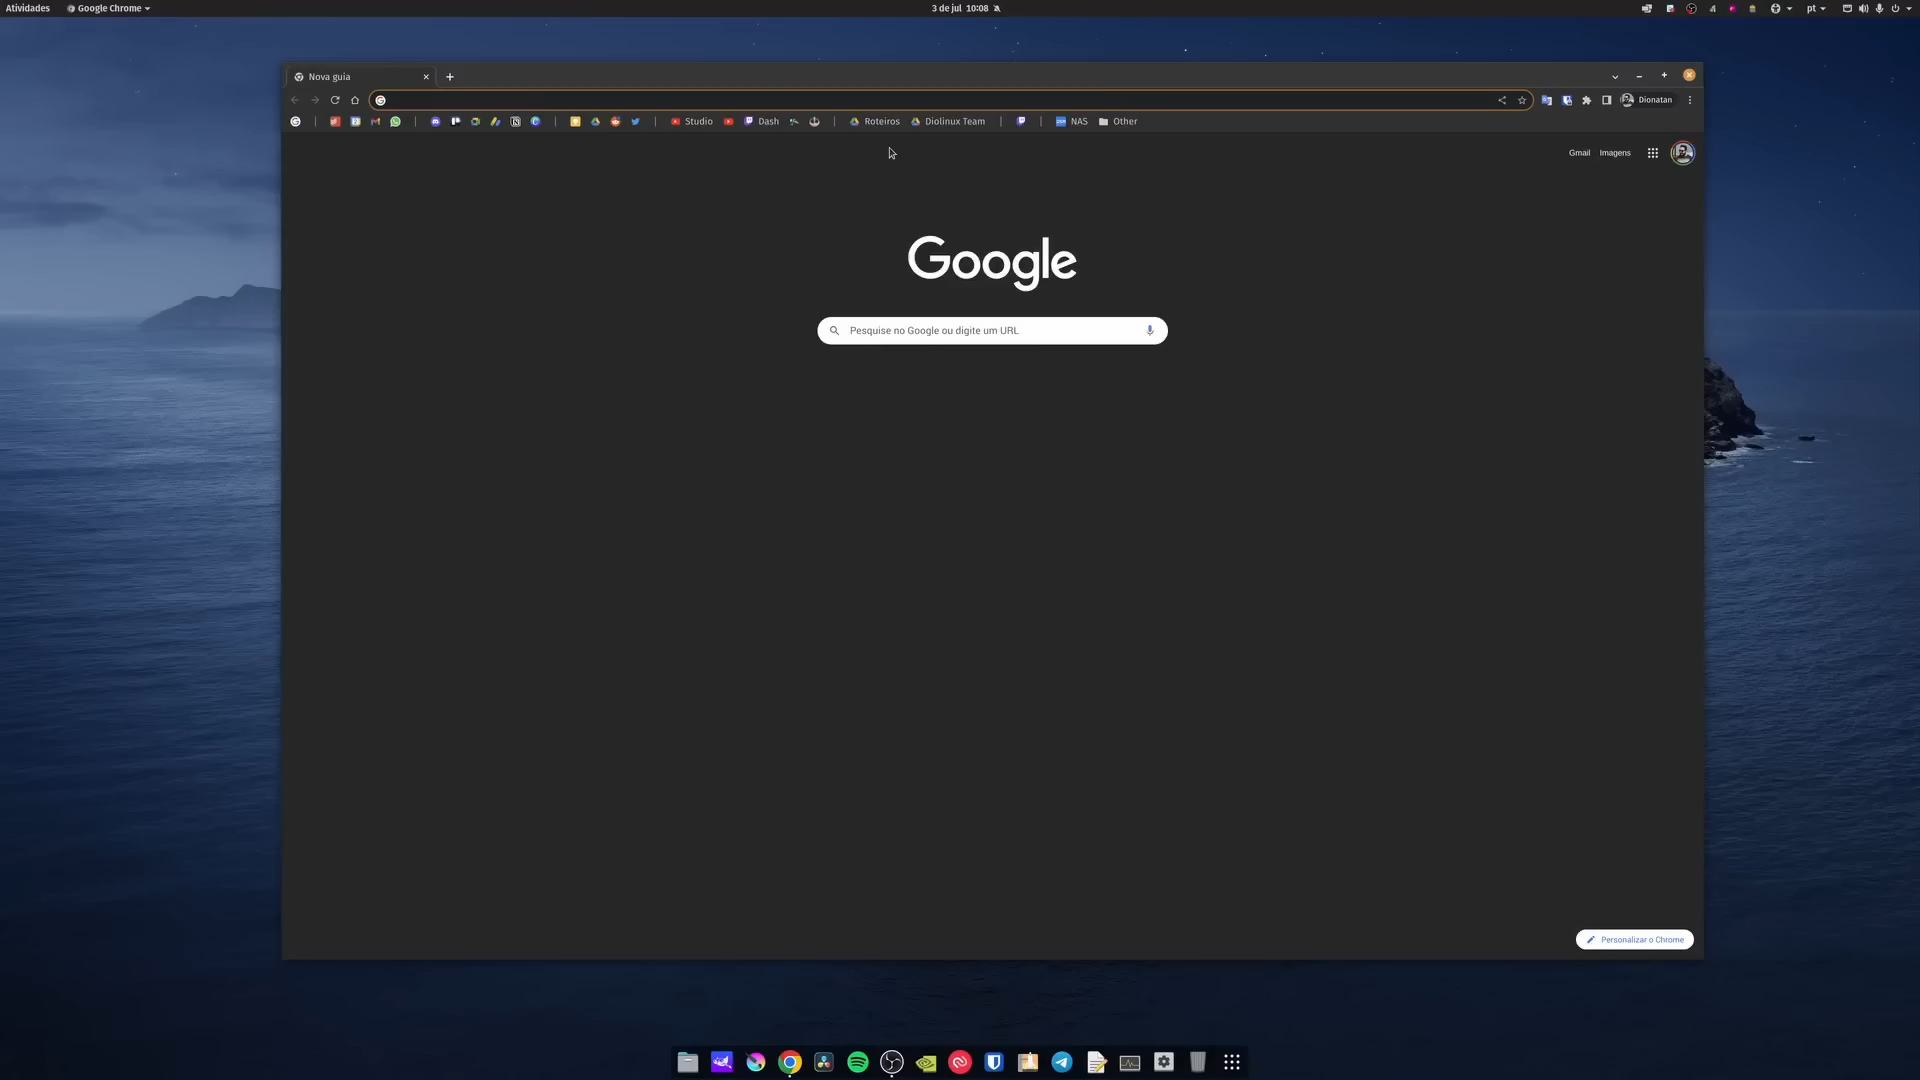 Atividades Google Chrome 3 de jul 10:08 pt
Nova guia
Dionatan
Studio Dash Roteiros Diolinux Team NAS Other
Gmail Imagens
Google
Pesquise no Google ou digite um URL
Personalizar o Chrome